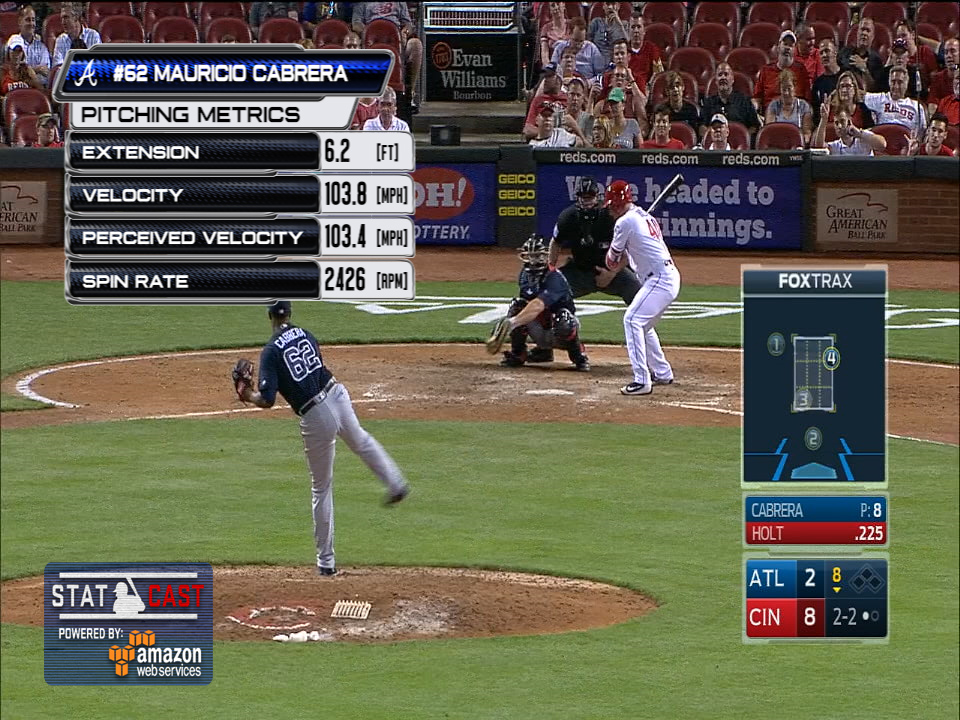 #62 MAURICIO CABRERA
PITCHING METRICS
EXTENSION 6.2 [FT]
VELOCITY 103.8 [MPH]
PERCEIVED VELOCITY 103.4 [MPH]
SPIN RATE 2426 [RPM]
Evan
Williams
Bourbon
REDS
reds.com reds.com reds.com
OH!
LOTTERY.
GEICO
GEICO
GEICO
We're headed to
innings.
GREAT
AMERICAN
BALL PARK
GREAT
AMERICAN
BALL PARK
CABRERA
62
FOXTRAX
1
4
3
2
CABRERA P: 8
HOLT .225
ATL 2 8
CIN 8 2-2
STATCAST
POWERED BY:
amazon
webservices